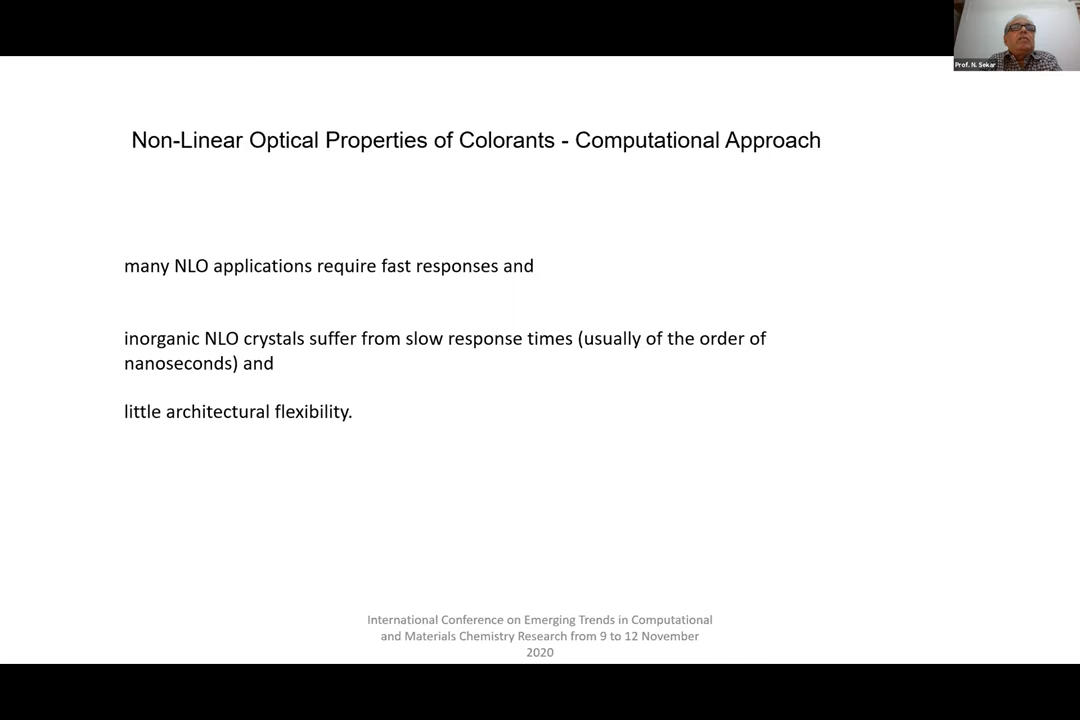 Prof. N. Sekar
Non-Linear Optical Properties of Colorants - Computational Approach
many NLO applications require fast responses and
inorganic NLO crystals suffer from slow response times (usually of the order of
nanoseconds) and
little architectural flexibility.
International Conference on Emerging Trends in Computational
and Materials Chemistry Research from 9 to 12 November
2020